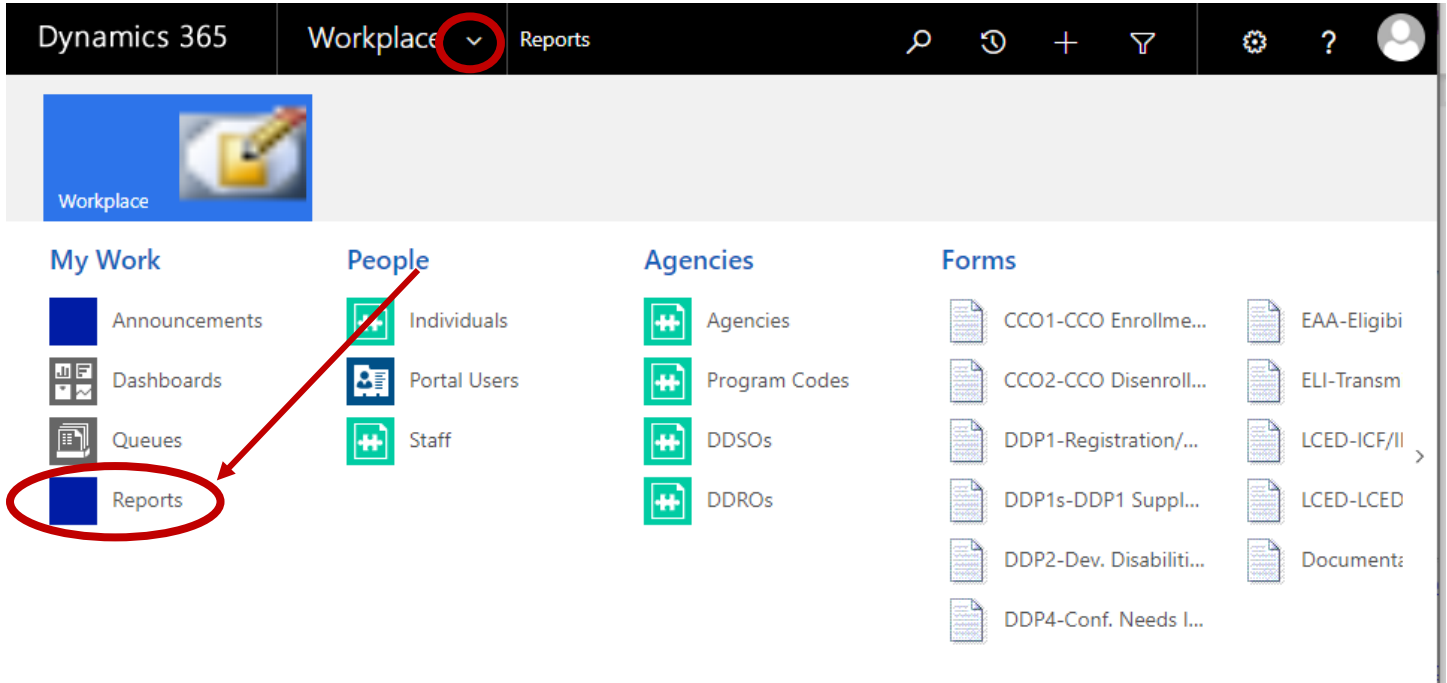 Dynamics 365 Workplace Reports ?
Workplace
My Work
Announcements
Dashboards
Queues
Reports
People
Individuals
Portal Users
Staff
Agencies
Agencies
Program Codes
DDSOs
DDROs
Forms
CCO1-CCO Enrollme...
CCO2-CCO Disenroll...
DDP1-Registration/...
DDP1s-DDP1 Suppl...
DDP2-Dev. Disabiliti...
DDP4-Conf. Needs I...
EAA-Eligibi
ELI-Transm
LCED-ICF/II
LCED-LCED
Documenta